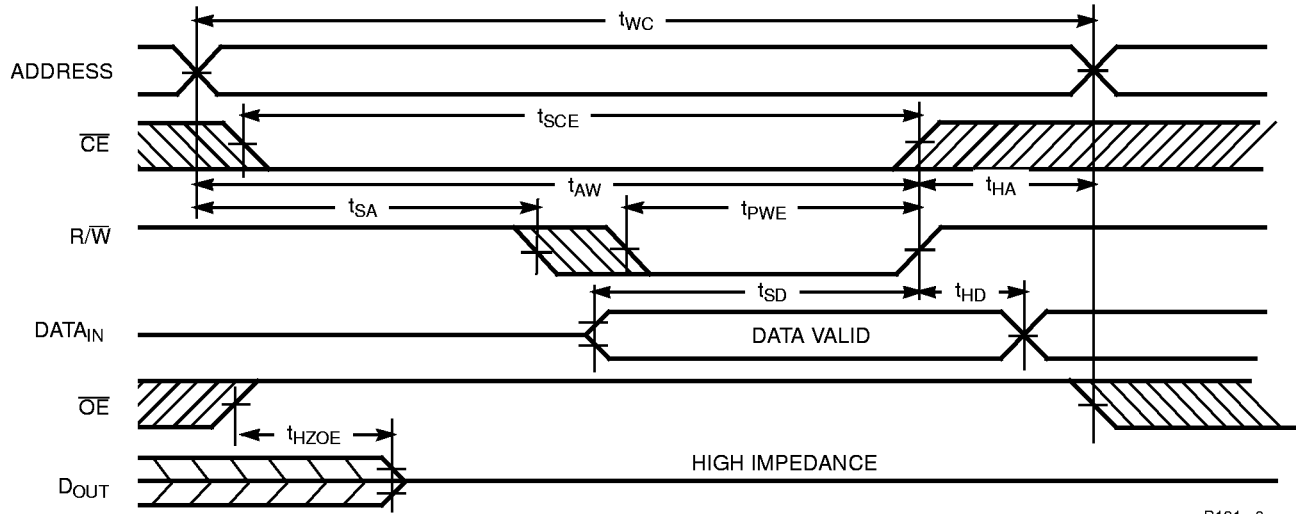 tWC
ADDRESS
tSCE
CE
tAW
tHA
tSA
tPWE
R/W
tSD
tHD
DATAIN
DATA VALID
OE
tHZOE
HIGH IMPEDANCE
DOUT